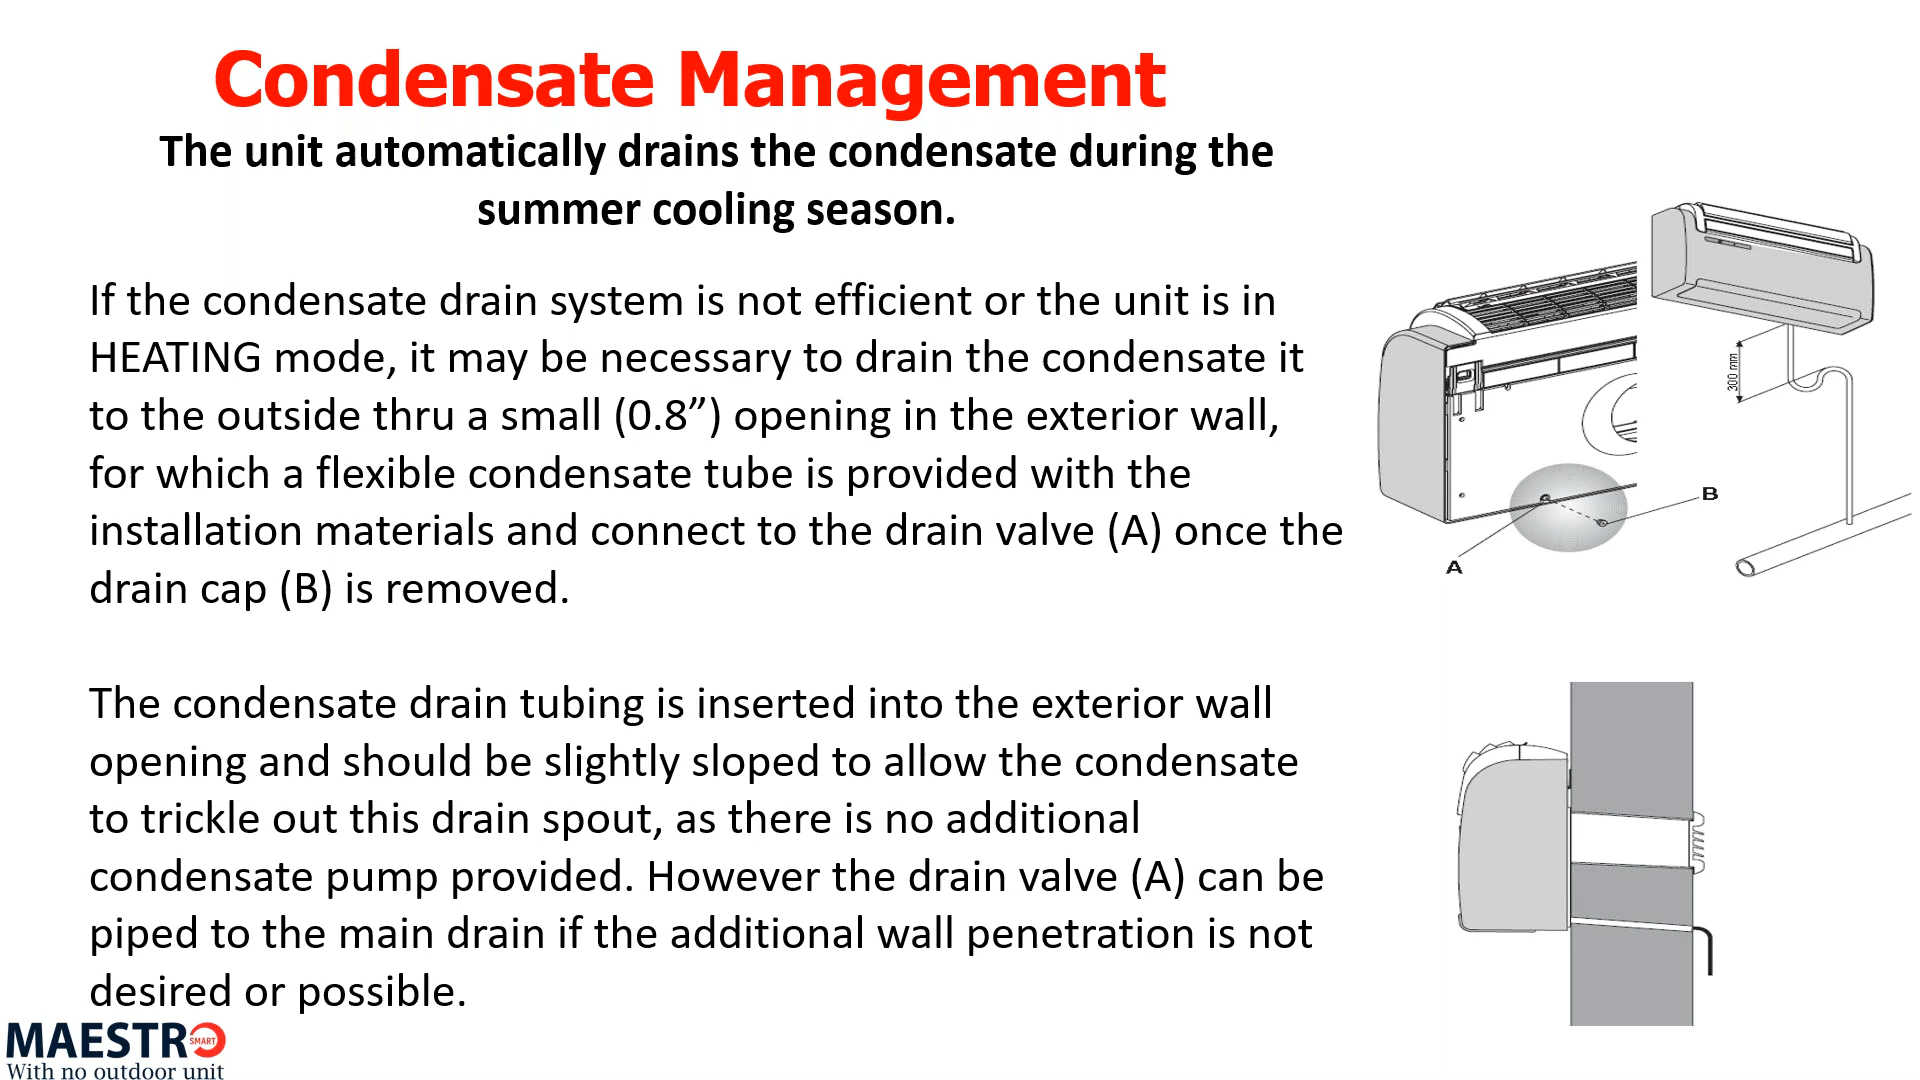 Condensate Management
The unit automatically drains the condensate during the
summer cooling season.
If the condensate drain system is not efficient or the unit is in
HEATING mode, it may be necessary to drain the condensate it
to the outside thru a small (0.8”) opening in the exterior wall,
for which a flexible condensate tube is provided with the
installation materials and connect to the drain valve (A) once the
drain cap (B) is removed.
The condensate drain tubing is inserted into the exterior wall
opening and should be slightly sloped to allow the condensate
to trickle out this drain spout, as there is no additional
condensate pump provided. However the drain valve (A) can be
piped to the main drain if the additional wall penetration is not
desired or possible.
300 mm
B
A
MAESTRO
SMART
With no outdoor unit